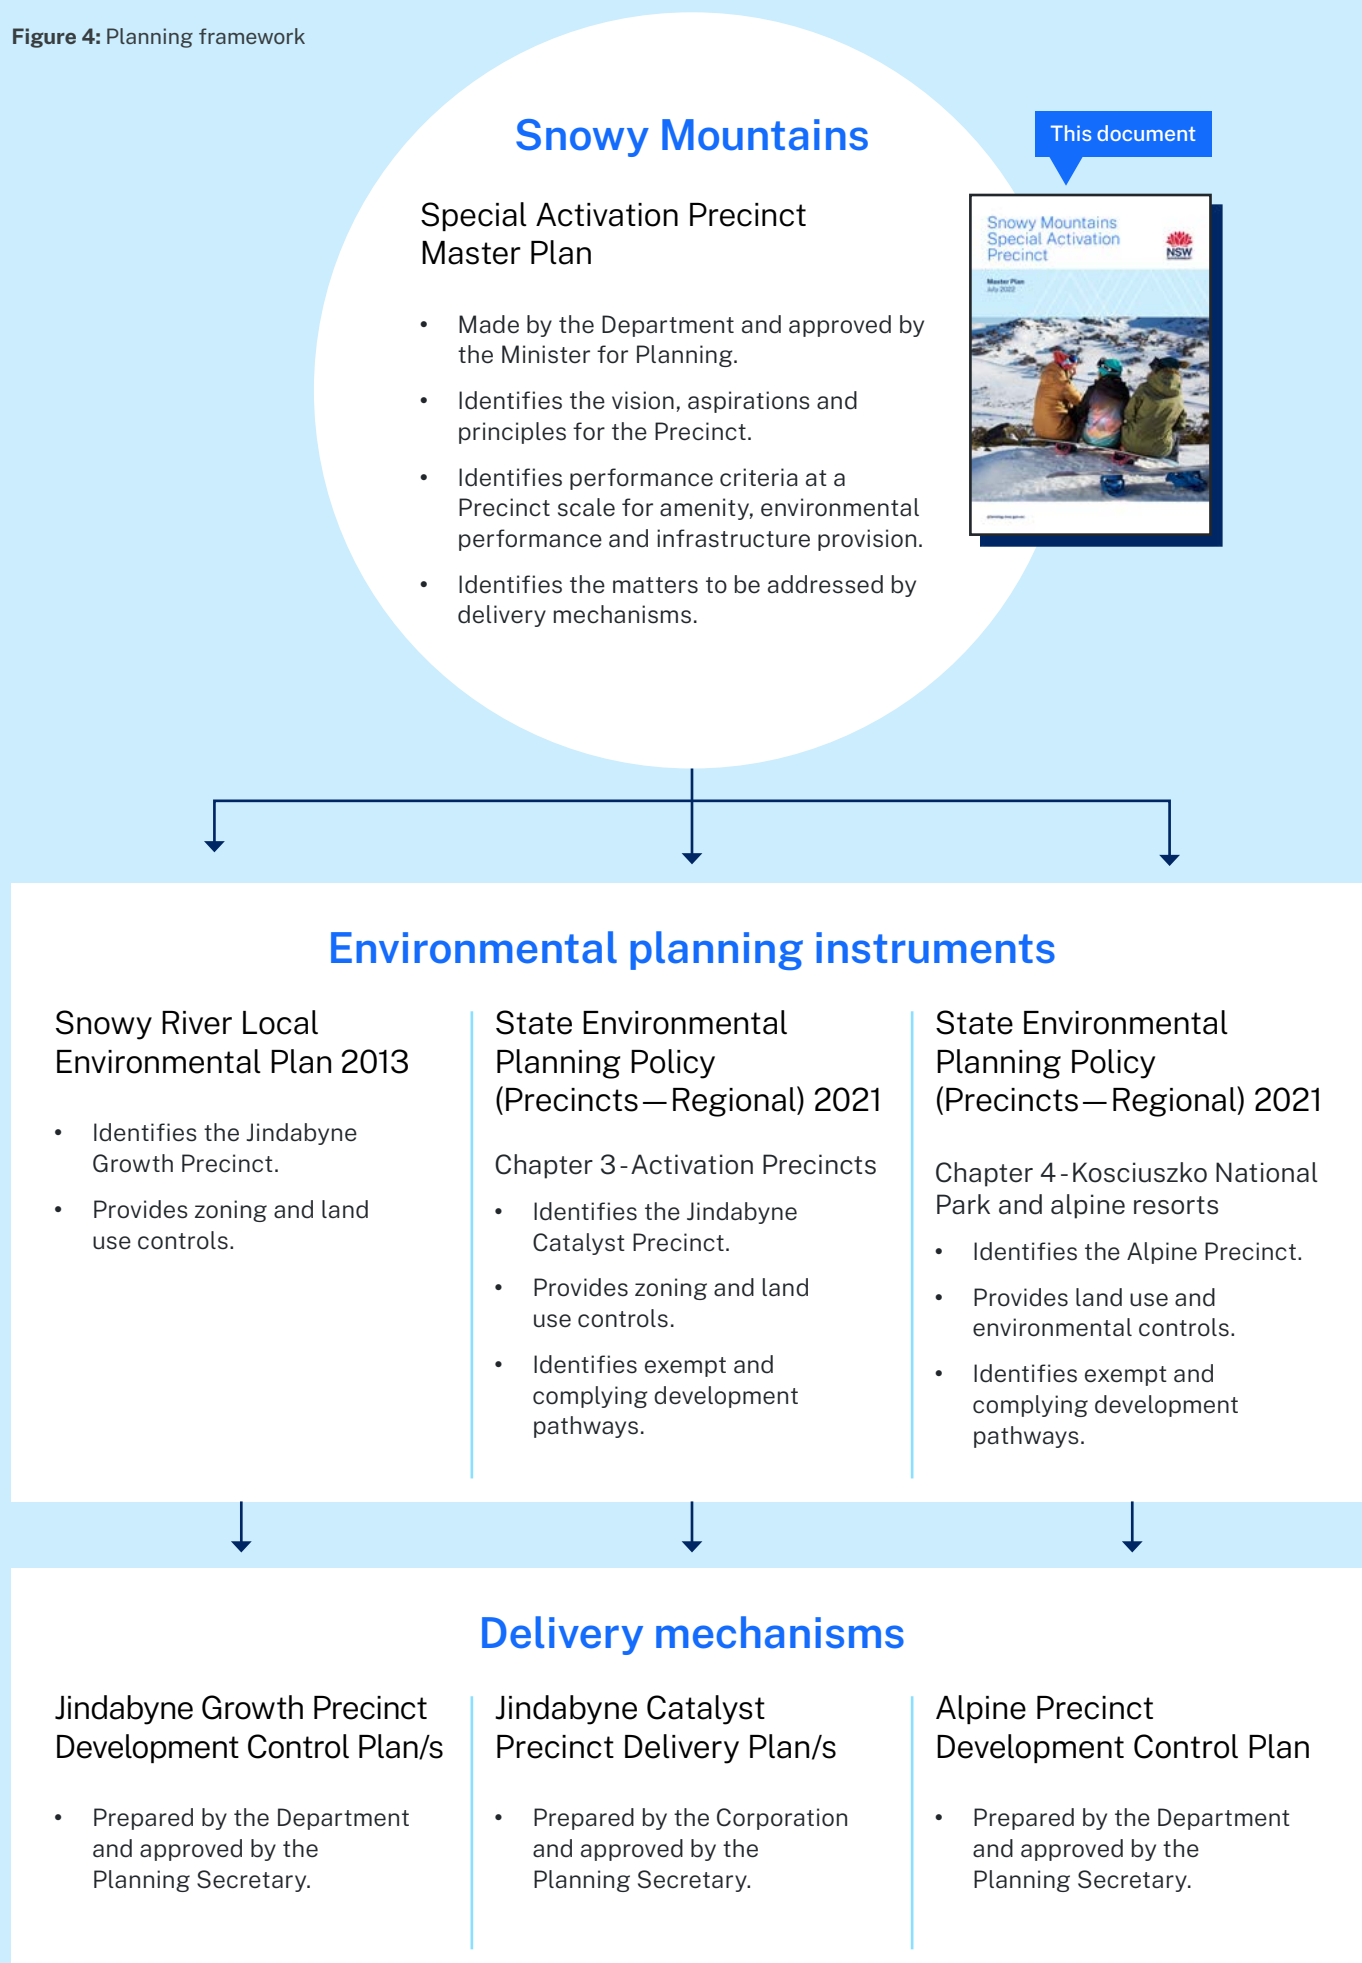 Figure 4: Planning framework
Snowy Mountains
This document
Special Activation Precinct
Master Plan
• Made by the Department and approved by
the Minister for Planning.
• Identifies the vision, aspirations and
principles for the Precinct.
• Identifies performance criteria at a
Precinct scale for amenity, environmental
performance and infrastructure provision.
• Identifies the matters to be addressed by
delivery mechanisms.
Snowy Mountains
Special Activation
Precinct
NSW
Master Plan
July 2022
Environmental planning instruments
Snowy River Local
Environmental Plan 2013
• Identifies the Jindabyne
Growth Precinct.
• Provides zoning and land
use controls.
State Environmental
Planning Policy
(Precincts—Regional) 2021
Chapter 3 - Activation Precincts
• Identifies the Jindabyne
Catalyst Precinct.
• Provides zoning and land
use controls.
• Identifies exempt and
complying development
pathways.
State Environmental
Planning Policy
(Precincts—Regional) 2021
Chapter 4 - Kosciuszko National
Park and alpine resorts
• Identifies the Alpine Precinct.
• Provides land use and
environmental controls.
• Identifies exempt and
complying development
pathways.
Delivery mechanisms
Jindabyne Growth Precinct
Development Control Plan/s
• Prepared by the Department
and approved by the
Planning Secretary.
Jindabyne Catalyst
Precinct Delivery Plan/s
• Prepared by the Corporation
and approved by the
Planning Secretary.
Alpine Precinct
Development Control Plan
• Prepared by the Department
and approved by the
Planning Secretary.